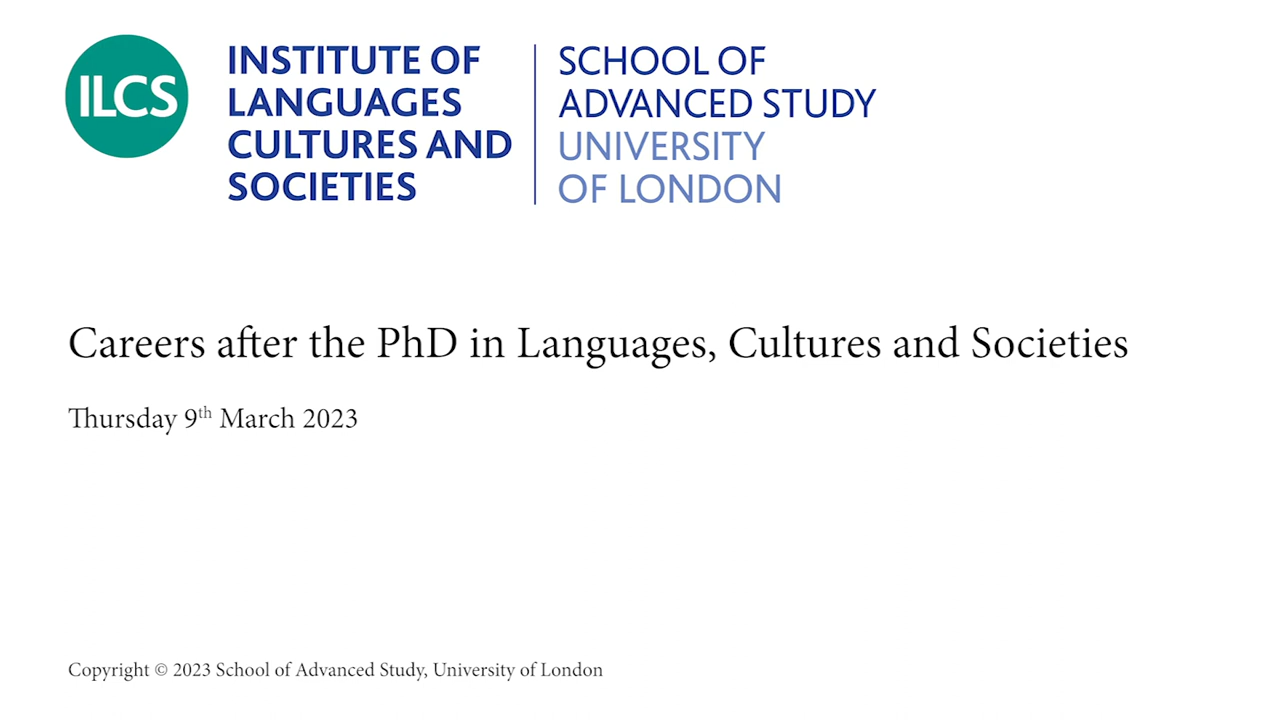 ILCS
INSTITUTE OF
LANGUAGES
CULTURES AND
SOCIETIES
SCHOOL OF
ADVANCED STUDY
UNIVERSITY
OF LONDON
Careers after the PhD in Languages, Cultures and Societies
Thursday 9th March 2023
Copyright © 2023 School of Advanced Study, University of London